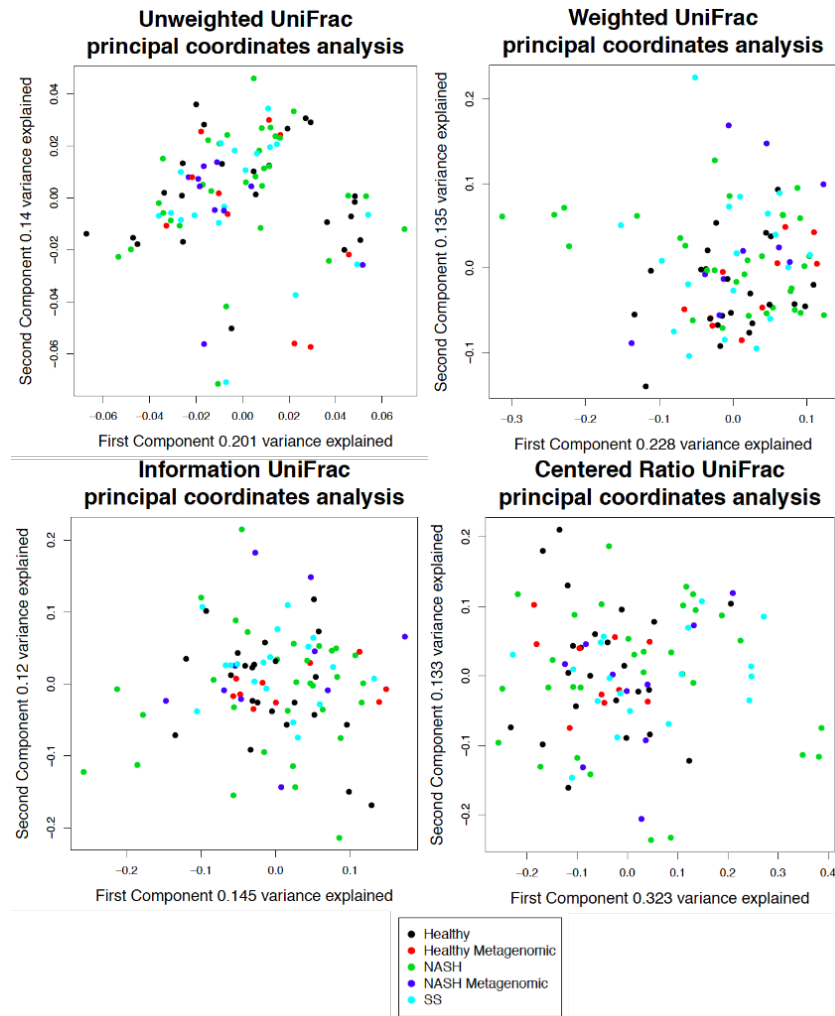 Unweighted UniFrac
principal coordinates analysis
Second Component 0.14 variance explained
0.04
0.02
0.00
−0.02
−0.06
−0.06
−0.04
−0.02
0.00
0.02
0.04
0.06
First Component 0.201 variance explained
Weighted UniFrac
principal coordinates analysis
Second Component 0.135 variance explained
0.2
0.1
0.0
−0.1
−0.3
−0.2
−0.1
0.0
0.1
First Component 0.228 variance explained
Information UniFrac
principal coordinates analysis
Second Component 0.12 variance explained
0.2
0.1
0.0
−0.1
−0.2
−0.2
−0.1
0.0
0.1
First Component 0.145 variance explained
Centered Ratio UniFrac
principal coordinates analysis
Second Component 0.133 variance explained
0.2
0.1
0.0
−0.1
−0.2
−0.2
−0.1
0.0
0.1
0.2
0.3
0.4
First Component 0.323 variance explained
Healthy
Healthy Metagenomic
NASH
NASH Metagenomic
SS